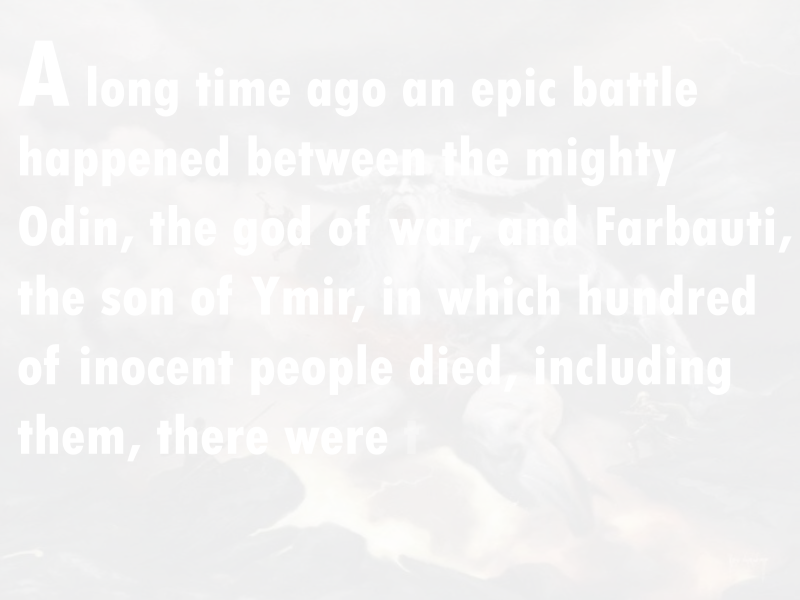 A long time ago an epic battle
happened between the mighty
Odin, the god of war, and Farbauti,
the son of Ymir, in which hundred
of inocent people died, including
them, there were